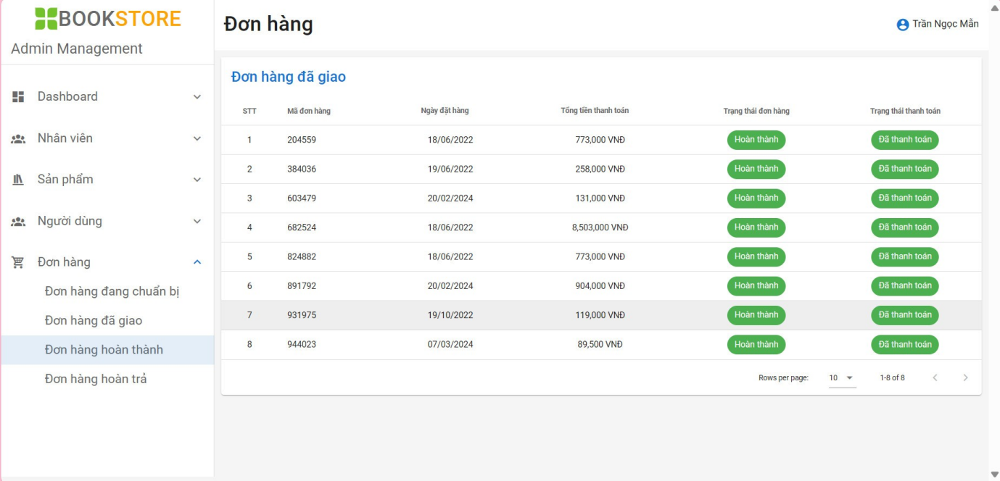 BOOKSTORE
Admin Management
Dashboard
Nhân viên
Sản phẩm
Người dùng
Đơn hàng
Đơn hàng đang chuẩn bị
Đơn hàng đã giao
Đơn hàng hoàn thành
Đơn hàng hoàn trả
Đơn hàng
Trần Ngọc Mẫn
Đơn hàng đã giao
STT Mã đơn hàng Ngày đặt hàng Tổng tiền thanh toán Trạng thái đơn hàng Trạng thái thanh toán
1 204559 18/06/2022 773,000 VNĐ Hoàn thành Đã thanh toán
2 384036 19/06/2022 258,000 VNĐ Hoàn thành Đã thanh toán
3 603479 20/02/2024 131,000 VNĐ Hoàn thành Đã thanh toán
4 682524 18/06/2022 8,503,000 VNĐ Hoàn thành Đã thanh toán
5 824882 18/06/2022 773,000 VNĐ Hoàn thành Đã thanh toán
6 891792 20/02/2024 904,000 VNĐ Hoàn thành Đã thanh toán
7 931975 19/10/2022 119,000 VNĐ Hoàn thành Đã thanh toán
8 944023 07/03/2024 89,500 VNĐ Hoàn thành Đã thanh toán
Rows per page: 10 1-8 of 8